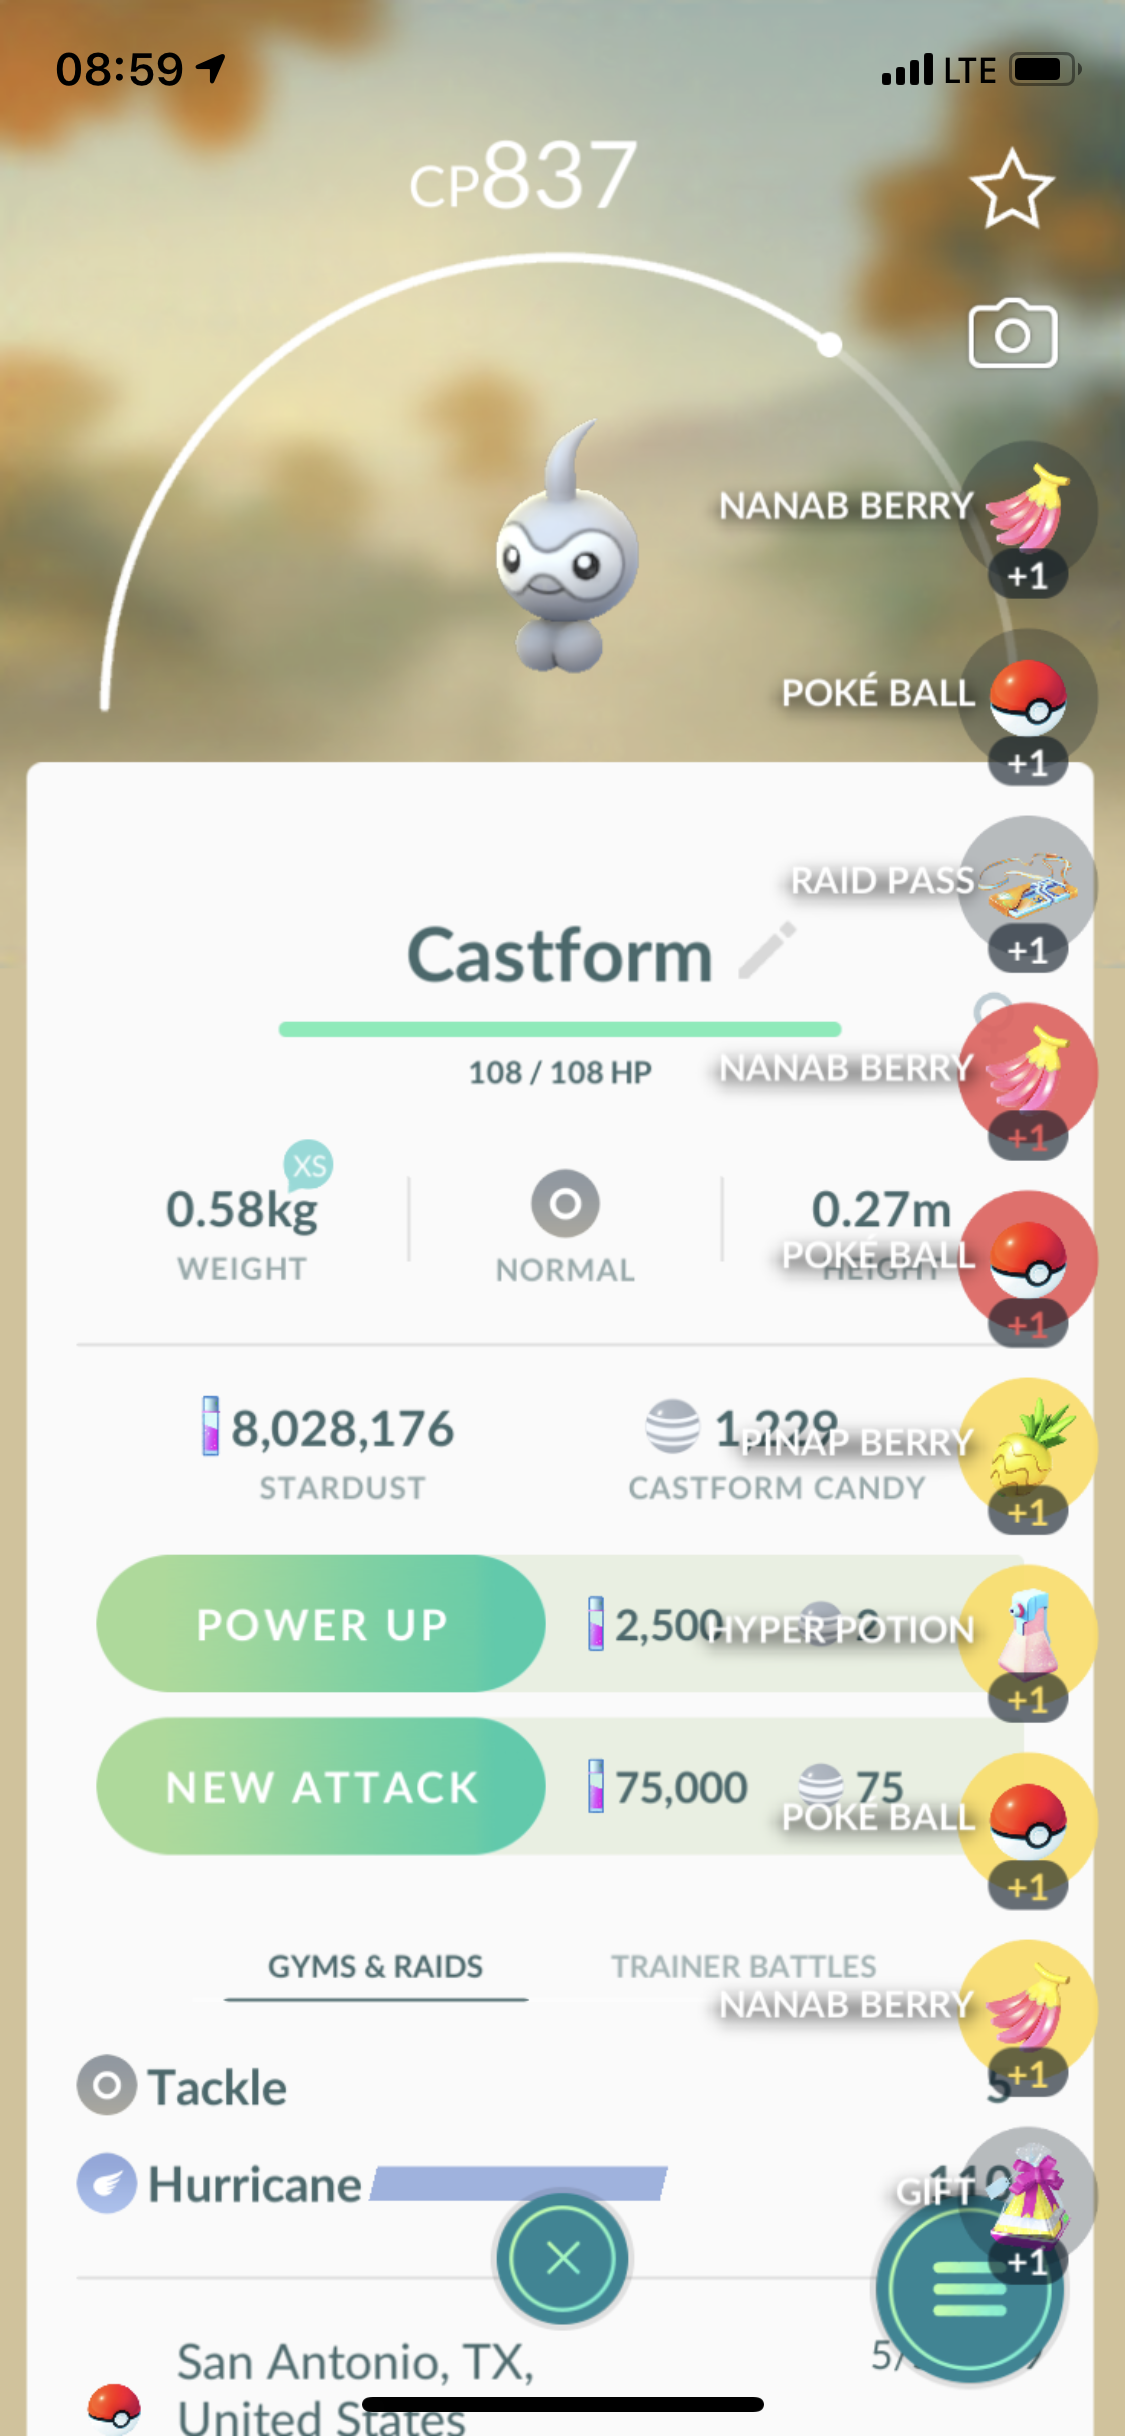 08:59
LTE
CP837
NANAB BERRY
+1
POKÉ BALL
+1
RAID PASS
+1
Castform
108 / 108 HP
NANAB BERRY
+1
XS
0.58kg
WEIGHT
NORMAL
0.27m
HEIGHT
POKÉ BALL
+1
8,028,176
STARDUST
1,229
CASTFORM CANDY
PINAP BERRY
+1
POWER UP
2,500
2
HYPER POTION
+1
NEW ATTACK
75,000
75
POKÉ BALL
+1
GYMS & RAIDS
TRAINER BATTLES
NANAB BERRY
+1
Tackle
5
Hurricane
110
GIFT
+1
San Antonio, TX,
United States
5/